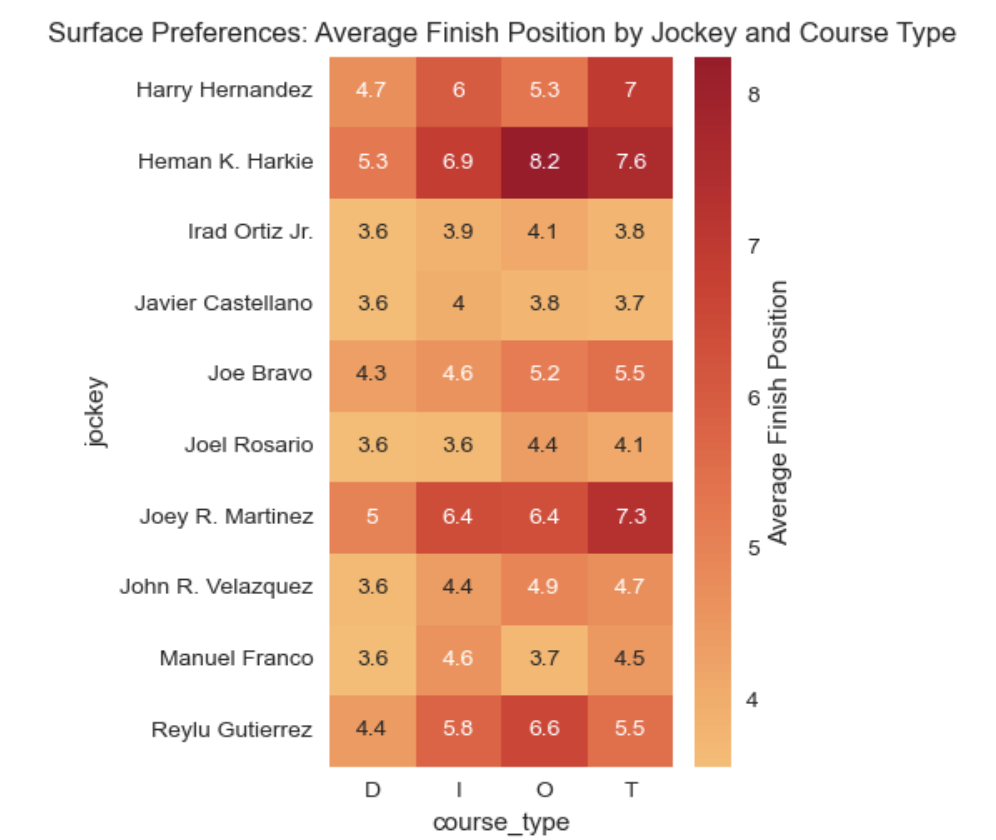 Surface Preferences: Average Finish Position by Jockey and Course Type
Harry Hernandez 4.7 6 5.3 7
Heman K. Harkie 5.3 6.9 8.2 7.6
Irad Ortiz Jr. 3.6 3.9 4.1 3.8
Javier Castellano 3.6 4 3.8 3.7
Joe Bravo 4.3 4.6 5.2 5.5
Joel Rosario 3.6 3.6 4.4 4.1
Joey R. Martinez 5 6.4 6.4 7.3
John R. Velazquez 3.6 4.4 4.9 4.7
Manuel Franco 3.6 4.6 3.7 4.5
Reylu Gutierrez 4.4 5.8 6.6 5.5
D I O T
course_type
jockey
8
7
6
5
4
Average Finish Position